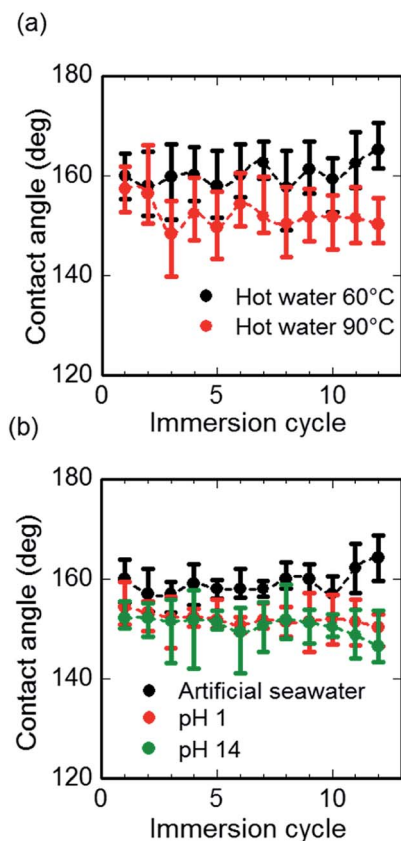 (a)
180
160
140
120
Contact angle (deg)
Hot water 60°C
Hot water 90°C
0
5
10
Immersion cycle
(b)
180
160
140
120
Contact angle (deg)
Artificial seawater
pH 1
pH 14
0
5
10
Immersion cycle